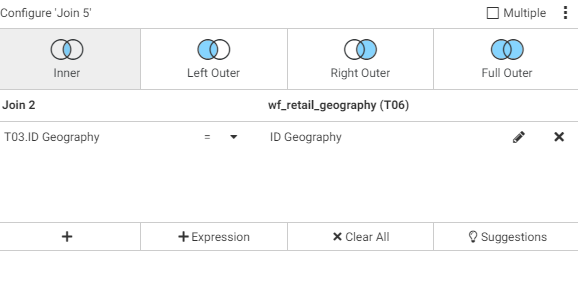 Configure 'Join 5'
Multiple
Inner
Left Outer
Right Outer
Full Outer
Join 2
wf_retail_geography (T06)
T03.ID Geography
=
ID Geography
Expression
Clear All
Suggestions